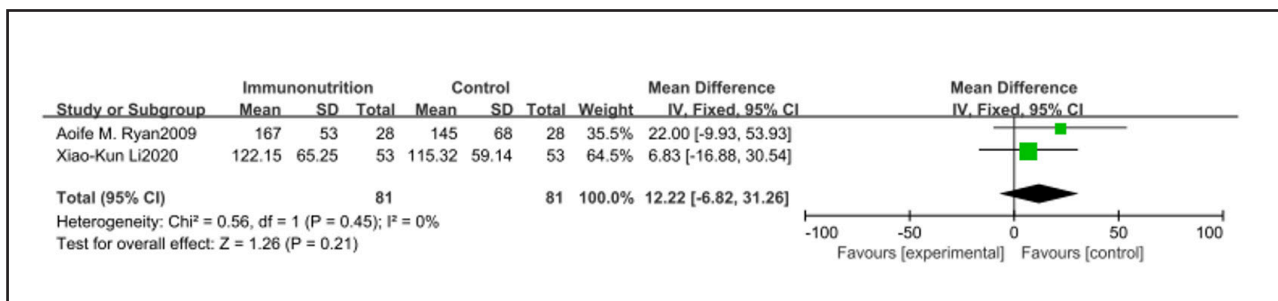 Immunonutrition Control Mean Difference Mean Difference
Study or Subgroup Mean SD Total Mean SD Total Weight IV, Fixed, 95% CI IV, Fixed, 95% CI
Aoife M. Ryan2009 167 53 28 145 68 28 35.5% 22.00 [-9.93, 53.93]
Xiao-Kun Li2020 122.15 65.25 53 115.32 59.14 53 64.5% 6.83 [-16.88, 30.54]
Total (95% CI) 81 81 100.0% 12.22 [-6.82, 31.26]
Heterogeneity: Chi² = 0.56, df = 1 (P = 0.45); I² = 0%
Test for overall effect: Z = 1.26 (P = 0.21)
-100 -50 0 50 100
Favours [experimental] Favours [control]